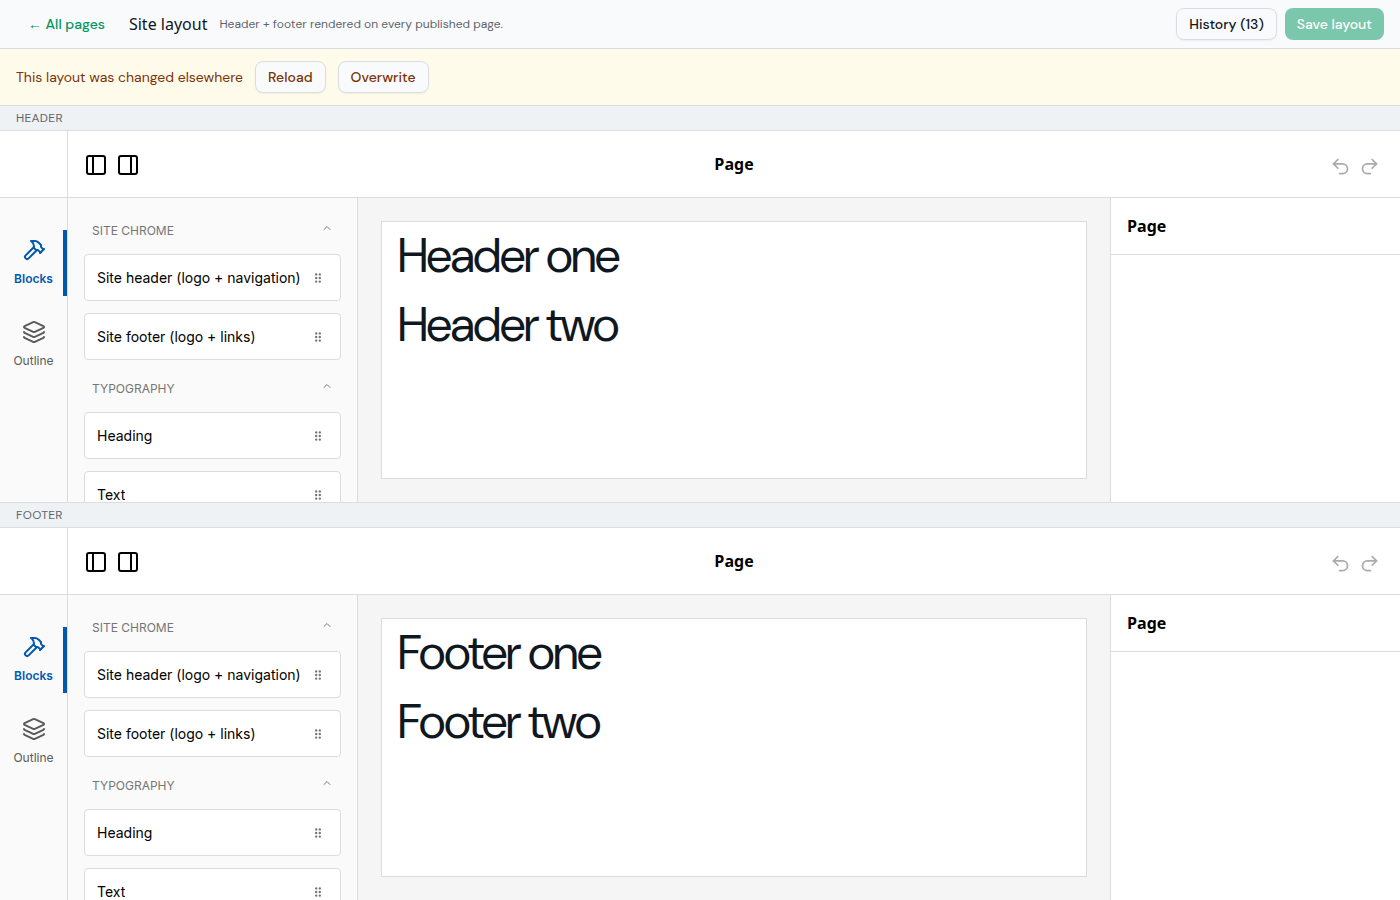 ← All pages
Site layout
Header + footer rendered on every published page.
History (13)
Save layout
This layout was changed elsewhere
Reload
Overwrite
HEADER
Page
Blocks
Outline
SITE CHROME
Site header (logo + navigation)
Site footer (logo + links)
TYPOGRAPHY
Heading
Text
Header one
Header two
Page
FOOTER
Page
Blocks
Outline
SITE CHROME
Site header (logo + navigation)
Site footer (logo + links)
TYPOGRAPHY
Heading
Text
Footer one
Footer two
Page